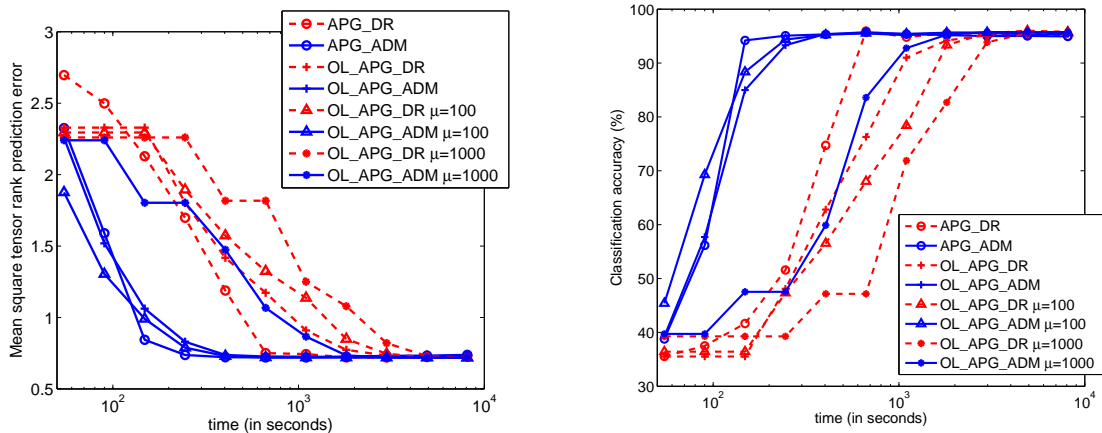 3
2.5
2
1.5
1
0.5
Mean square tensor rank prediction error
10^2
10^3
10^4
time (in seconds)
APG_DR
APG_ADM
OL_APG_DR
OL_APG_ADM
OL_APG_DR μ=100
OL_APG_ADM μ=100
OL_APG_DR μ=1000
OL_APG_ADM μ=1000
100
90
80
70
60
50
40
30
Classification accuracy (%)
10^2
10^3
10^4
time (in seconds)
APG_DR
APG_ADM
OL_APG_DR
OL_APG_ADM
OL_APG_DR μ=100
OL_APG_ADM μ=100
OL_APG_DR μ=1000
OL_APG_ADM μ=1000